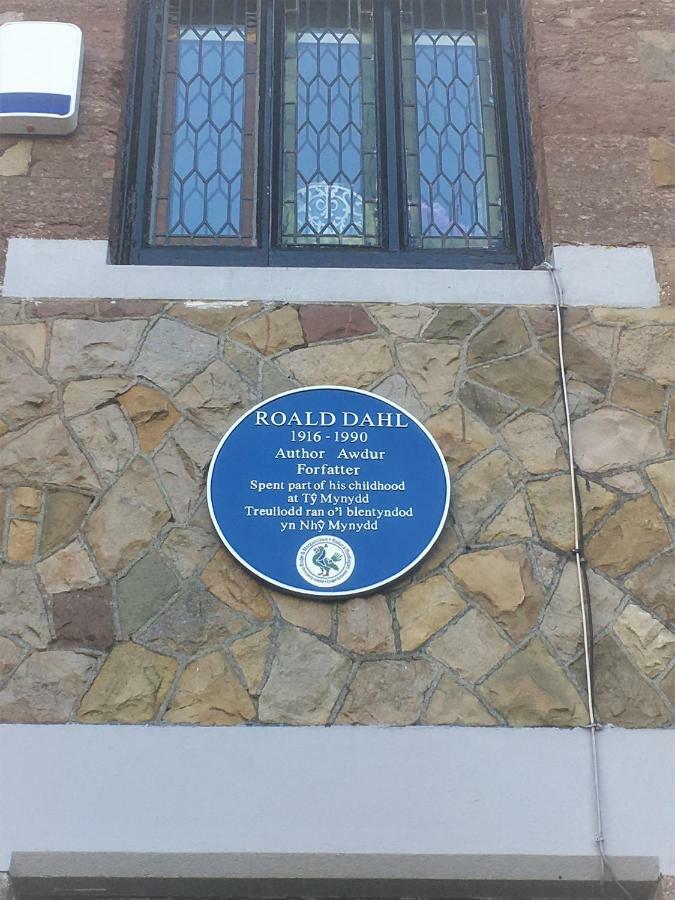 ROALD DAHL
1916 - 1990
Author Awdur
Forfatter
Spent part of his childhood
at Tŷ Mynydd
Treuliodd ran o'i blentyndod
yn Nhŷ Mynydd